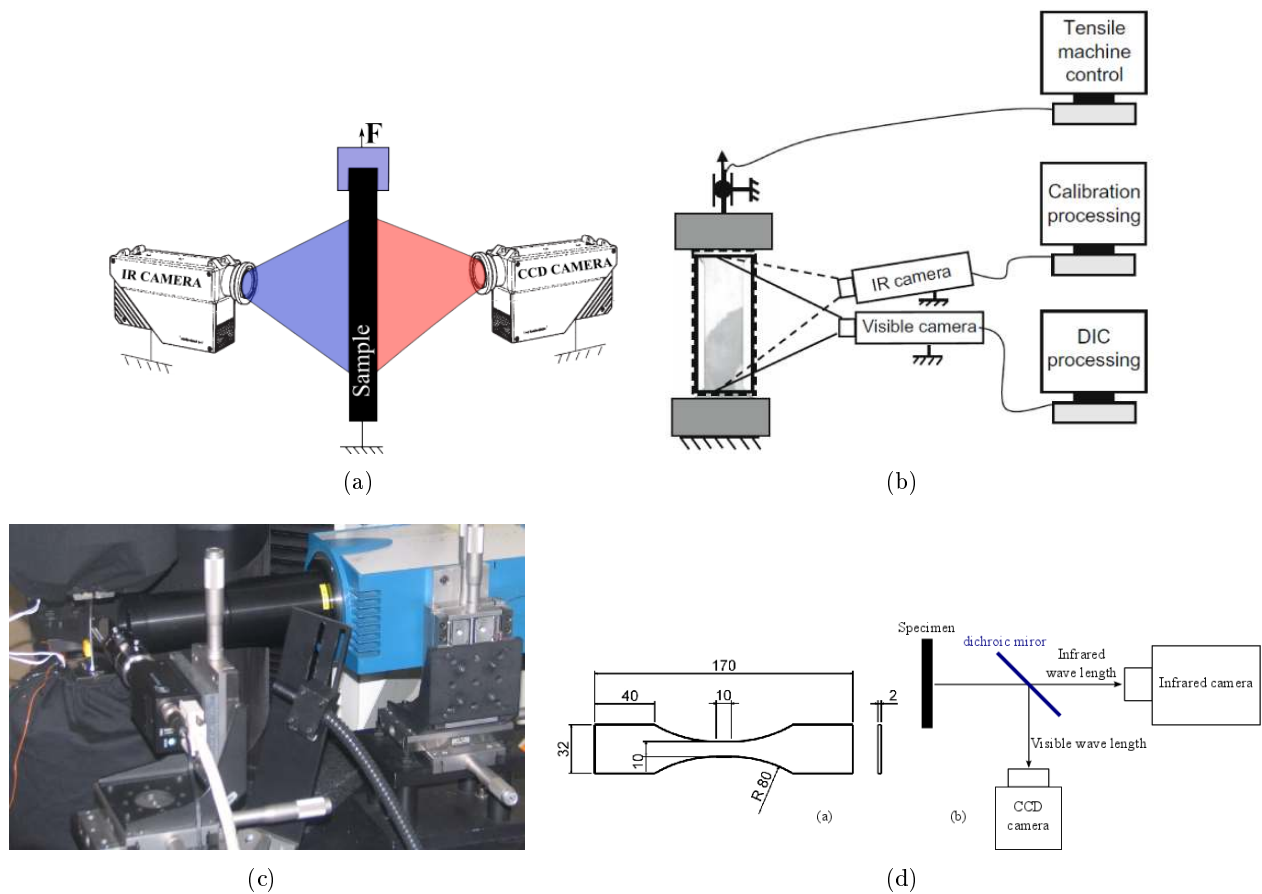 F
IR CAMERA
CCD CAMERA
Sample
(a)
Tensile
machine
control
Calibration
processing
IR camera
Visible camera
DIC
processing
(b)
(c)
170
40
10
2
32
10
R 80
(a)
Specimen
dichroic miror
Infrared
wave length
Infrared camera
Visible wave length
CCD
camera
(b)
(d)